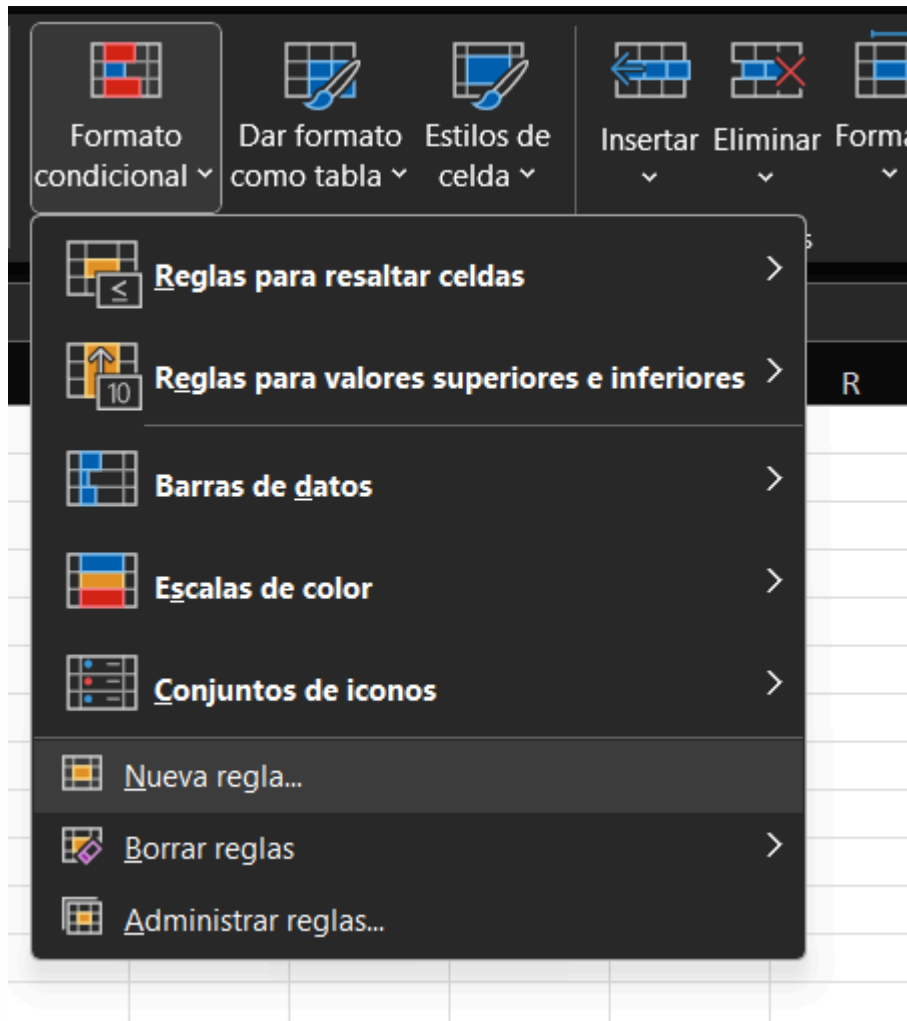 Formato condicional
Dar formato como tabla
Estilos de celda
Insertar
Eliminar
Forma
Reglas para resaltar celdas
10
Reglas para valores superiores e inferiores
R
Barras de datos
Escalas de color
Conjuntos de iconos
Nueva regla...
Borrar reglas
Administrar reglas...